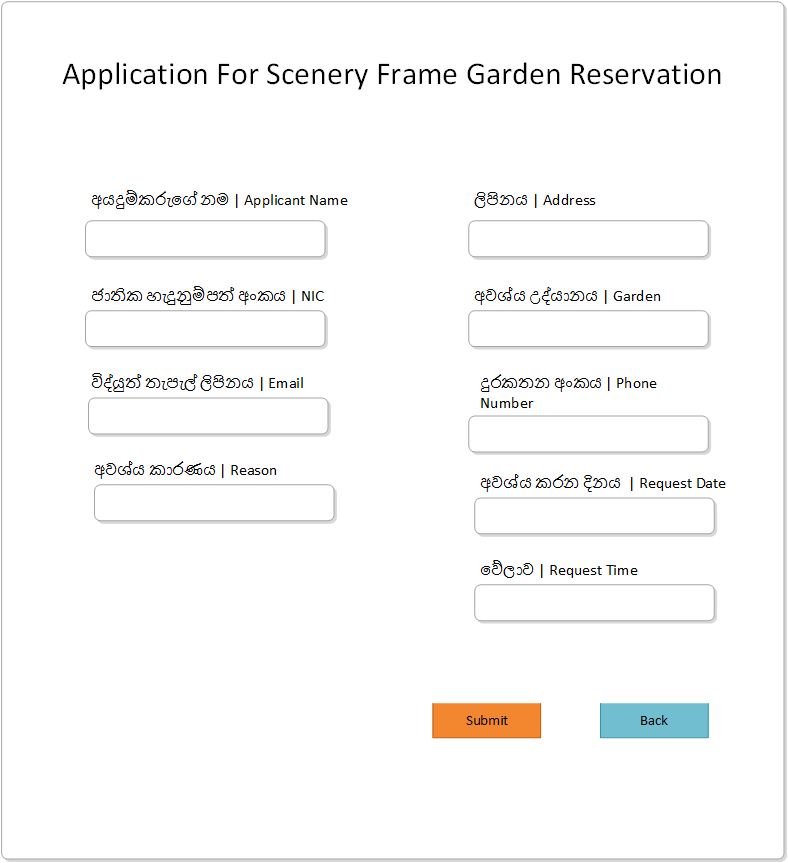 Application For Scenery Frame Garden Reservation
අයදුම්කරුගේ නම | Applicant Name
ලිපිනය | Address
ජාතික හැදුනුම්පත් අංකය | NIC
අවශ්ය උද්යානය | Garden
විද්යුත් තැපැල් ලිපිනය | Email
දුරකතන අංකය | Phone
Number
අවශ්ය කාරණය | Reason
අවශ්ය කරන දිනය | Request Date
වේලාව | Request Time
Submit
Back